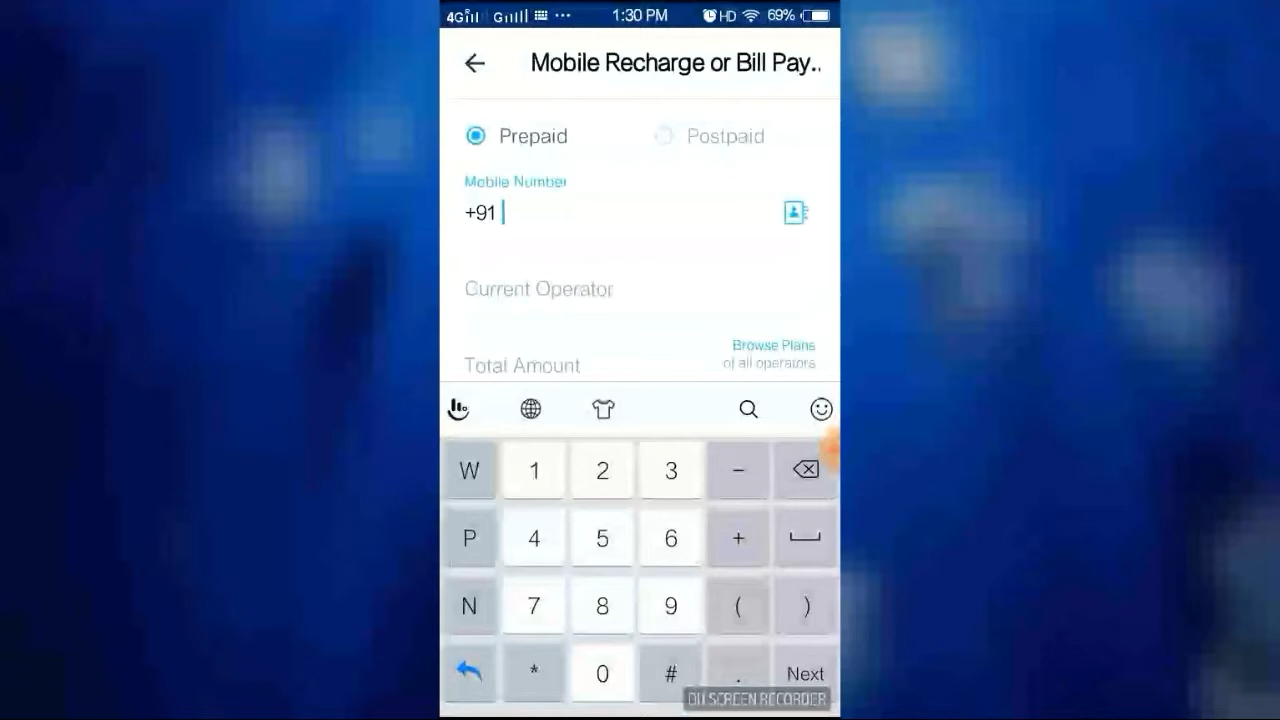 4G G 1:30 PM HD 69%
Mobile Recharge or Bill Pay..
Prepaid Postpaid
Mobile Number
+91
Current Operator
Browse Plans
Total Amount of all operators
W 1 2 3 −
P 4 5 6 +
N 7 8 9 ( )
* 0 # . Next
DU SCREEN RECORDER